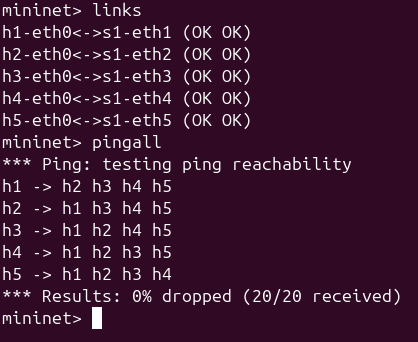 mininet> links
h1-eth0<->s1-eth1 (OK OK)
h2-eth0<->s1-eth2 (OK OK)
h3-eth0<->s1-eth3 (OK OK)
h4-eth0<->s1-eth4 (OK OK)
h5-eth0<->s1-eth5 (OK OK)
mininet> pingall
*** Ping: testing ping reachability
h1 -> h2 h3 h4 h5
h2 -> h1 h3 h4 h5
h3 -> h1 h2 h4 h5
h4 -> h1 h2 h3 h5
h5 -> h1 h2 h3 h4
*** Results: 0% dropped (20/20 received)
mininet>